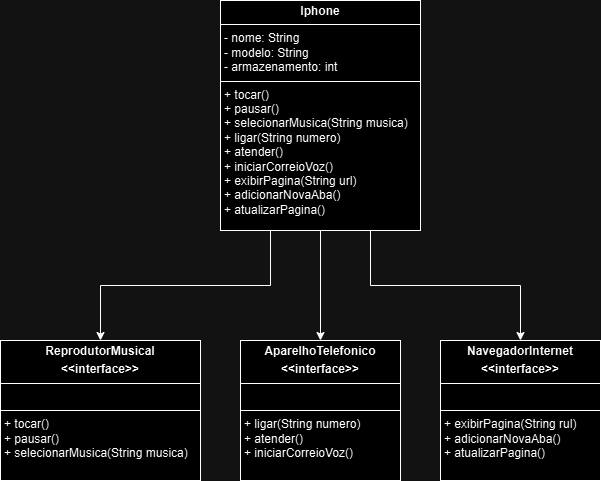 Iphone
- nome: String
- modelo: String
- armazenamento: int
+ tocar()
+ pausar()
+ selecionarMusica(String musica)
+ ligar(String numero)
+ atender()
+ iniciarCorreioVoz()
+ exibirPagina(String url)
+ adicionarNovaAba()
+ atualizarPagina()
ReprodutorMusical
<<interface>>
+ tocar()
+ pausar()
+ selecionarMusica(String musica)
AparelhoTelefonico
<<interface>>
+ ligar(String numero)
+ atender()
+ iniciarCorreioVoz()
NavegadorInternet
<<interface>>
+ exibirPagina(String rul)
+ adicionarNovaAba()
+ atualizarPagina()